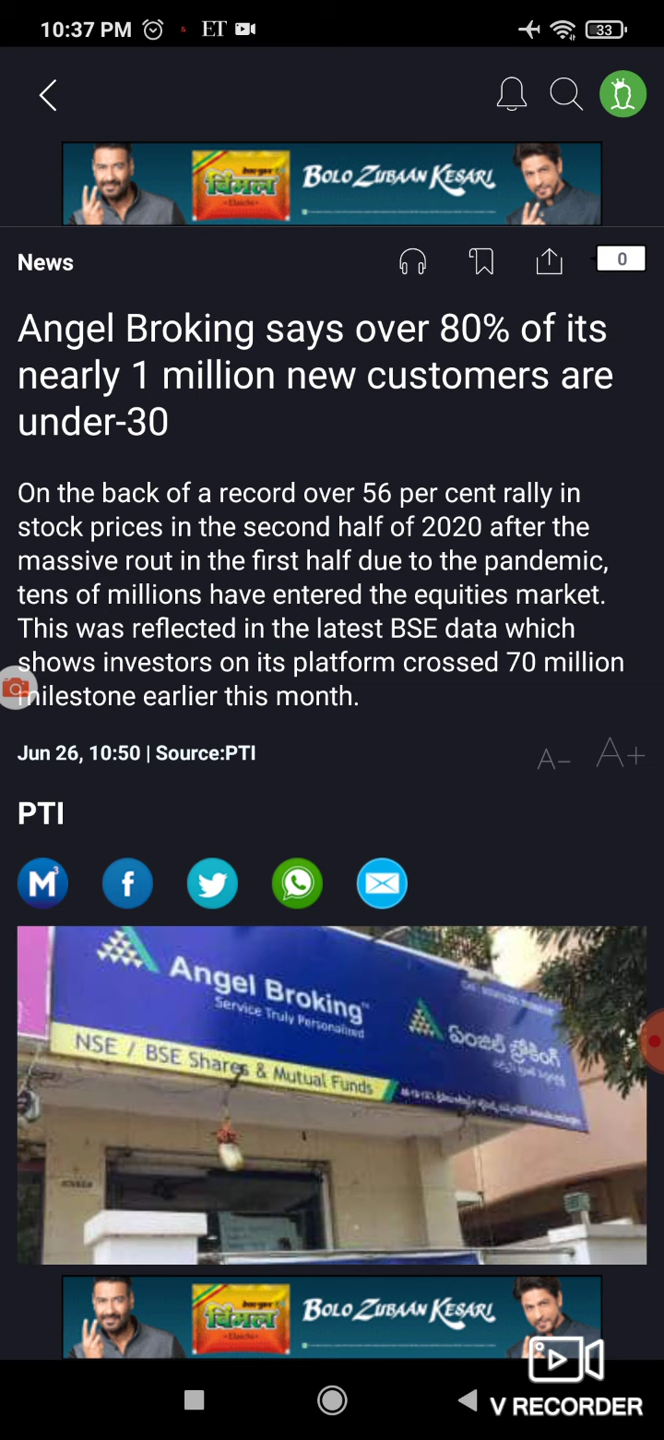 10:37 PM
ET
33
विमल
BOLO ZUBAAN KESARI
News
0
Angel Broking says over 80% of its
nearly 1 million new customers are
under-30
On the back of a record over 56 per cent rally in
stock prices in the second half of 2020 after the
massive rout in the first half due to the pandemic,
tens of millions have entered the equities market.
This was reflected in the latest BSE data which
shows investors on its platform crossed 70 million
milestone earlier this month.
Jun 26, 10:50 | Source:PTI
A- A+
PTI
M3
f
Angel Broking
Service Truly Personalized
ఏంజిల్ బ్రోకింగ్
NSE / BSE Shares & Mutual Funds
विमल
BOLO ZUBAAN KESARI
V RECORDER